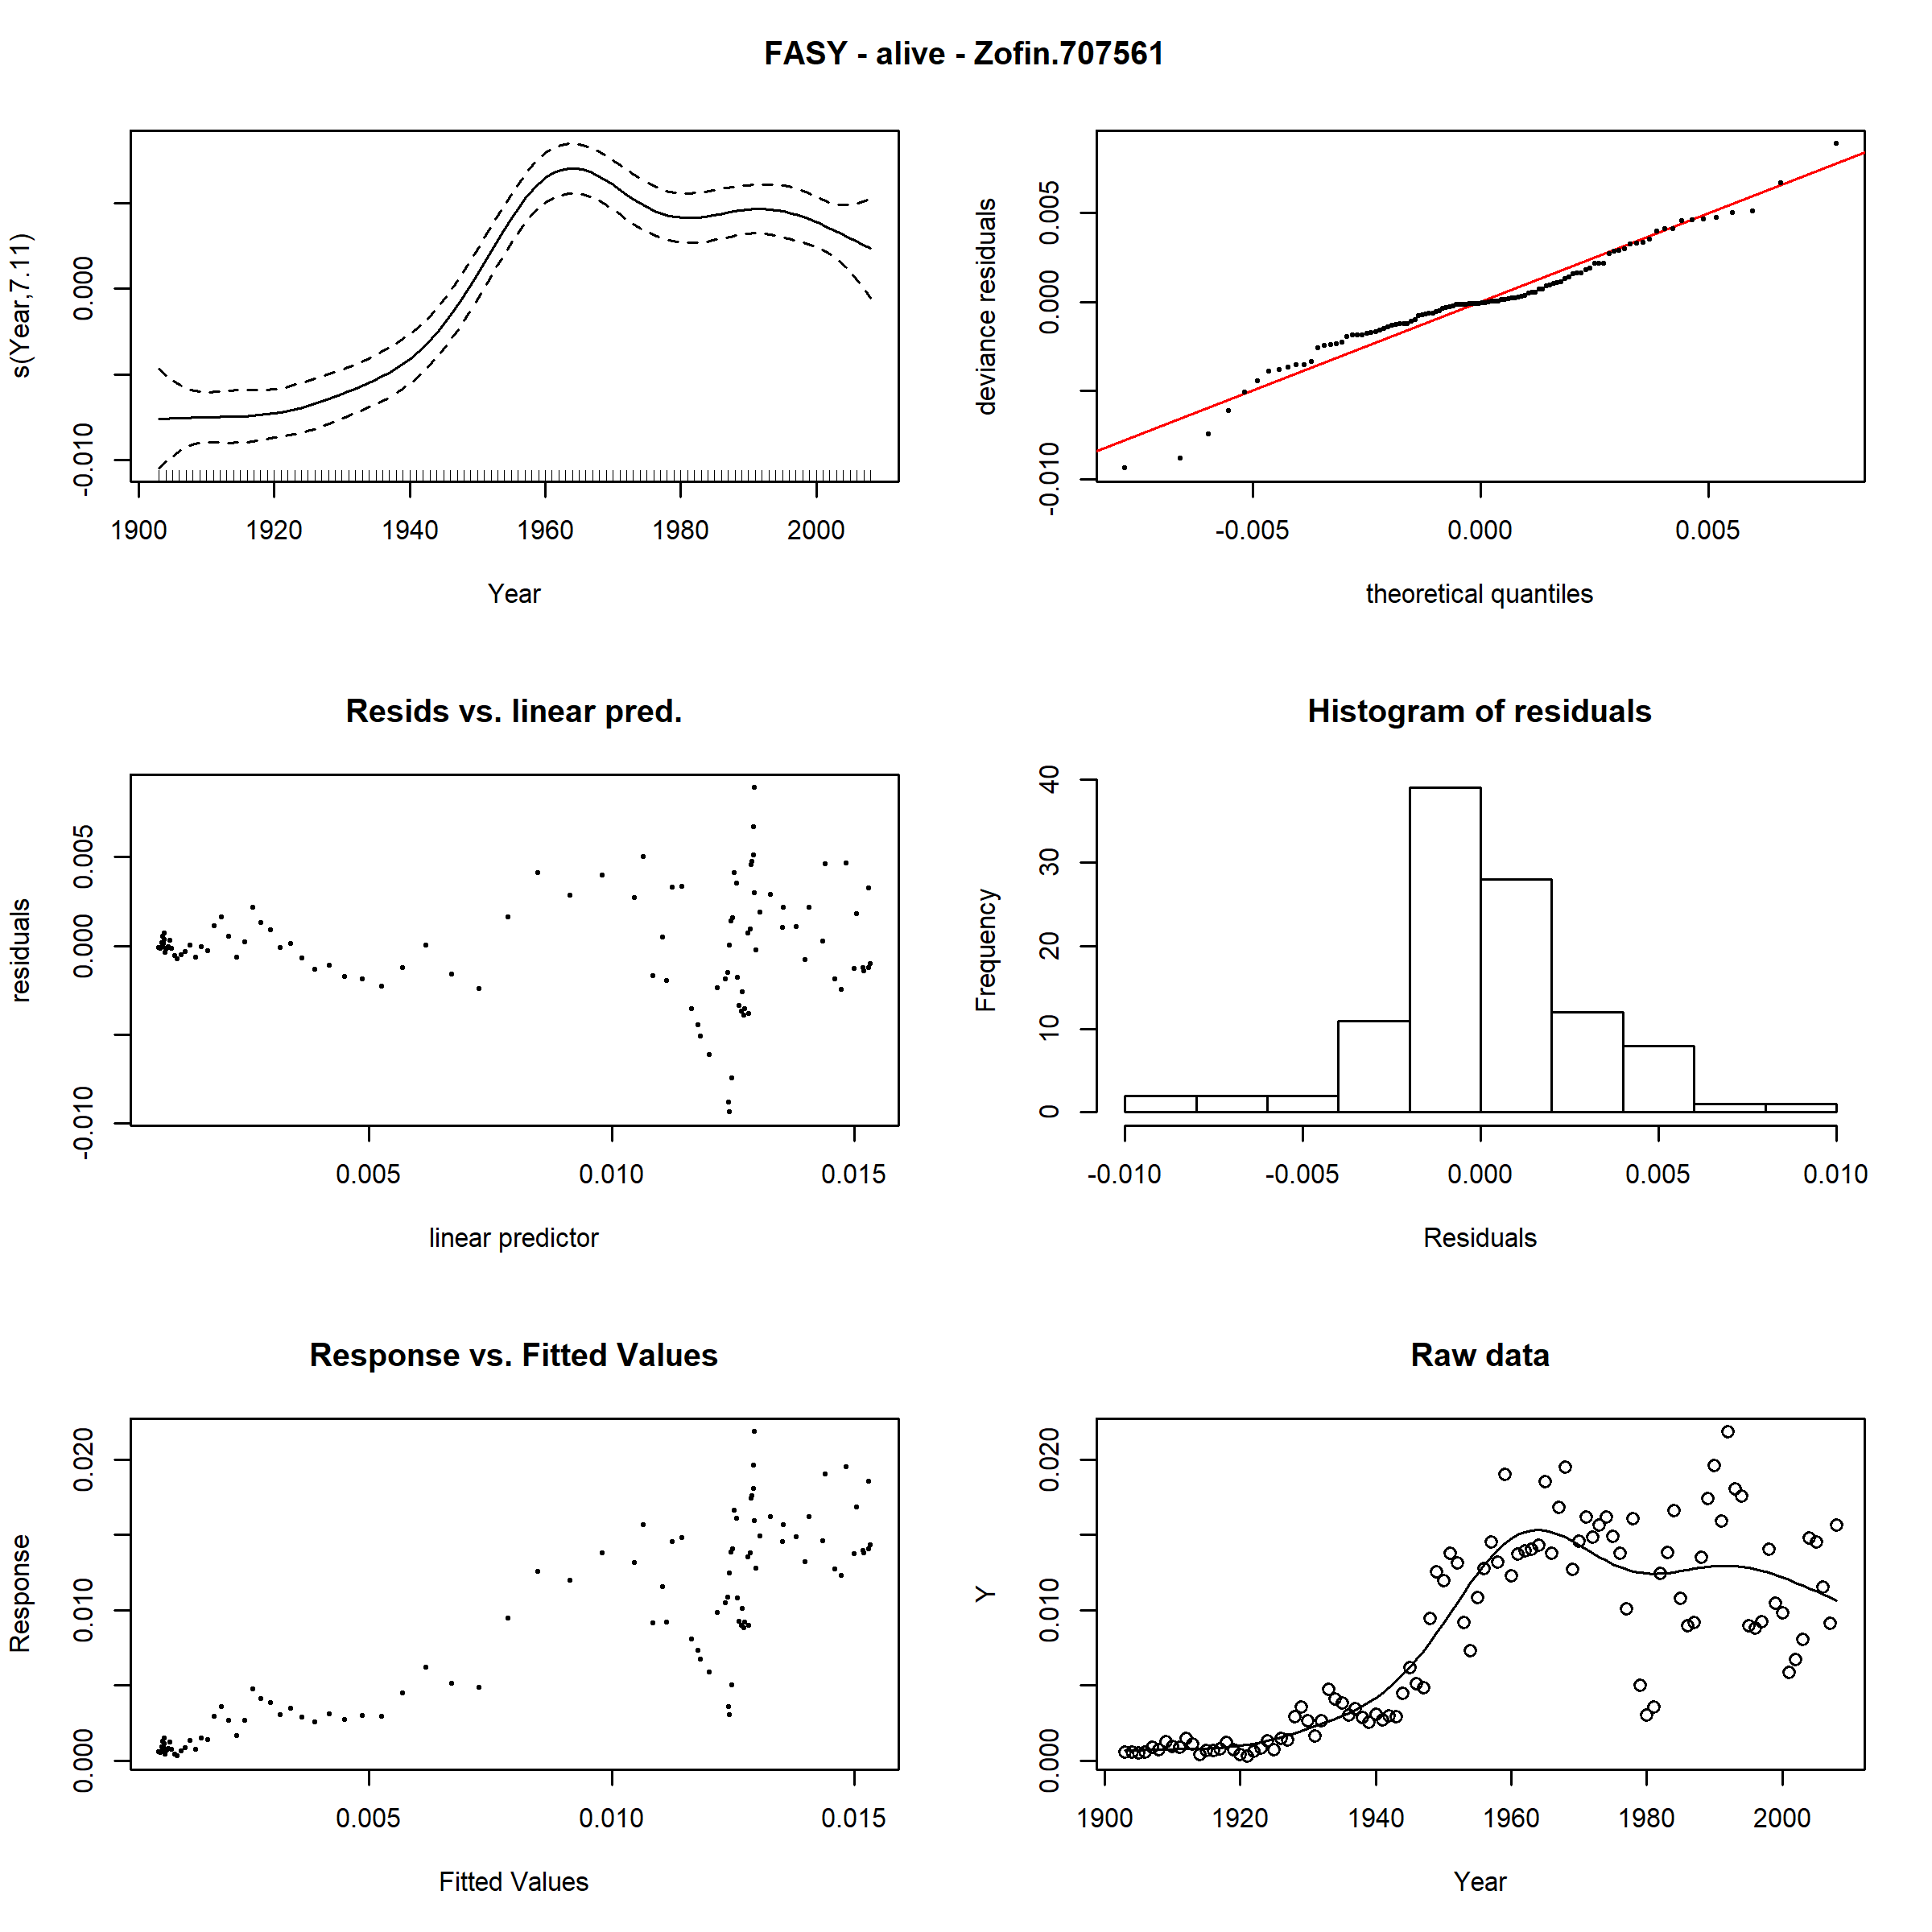 FASY - alive - Zofin.707561
s(Year,7.11)
-0.010 0.000
1900 1920 1940 1960 1980 2000
Year
deviance residuals
-0.010 0.000 0.005
-0.005 0.000 0.005
theoretical quantiles
Resids vs. linear pred.
residuals
-0.010 0.000 0.005
0.005 0.010 0.015
linear predictor
Histogram of residuals
Frequency
0 10 20 30 40
-0.010 -0.005 0.000 0.005 0.010
Residuals
Response vs. Fitted Values
Response
0.000 0.010 0.020
0.005 0.010 0.015
Fitted Values
Raw data
Y
0.000 0.010 0.020
1900 1920 1940 1960 1980 2000
Year